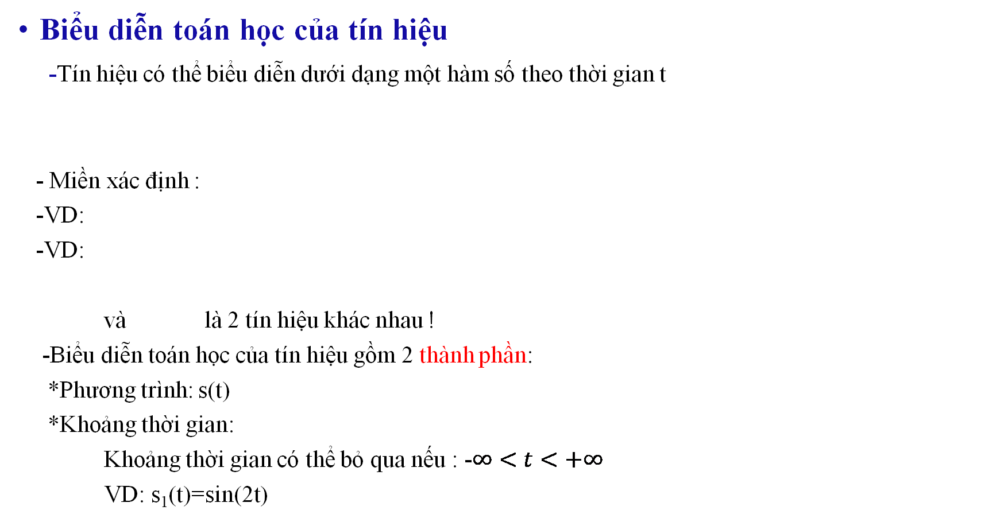 • Biểu diễn toán học của tín hiệu
-Tín hiệu có thể biểu diễn dưới dạng một hàm số theo thời gian t
- Miền xác định :
-VD:
-VD:
và là 2 tín hiệu khác nhau !
-Biểu diễn toán học của tín hiệu gồm 2 thành phần:
*Phương trình: s(t)
*Khoảng thời gian:
Khoảng thời gian có thể bỏ qua nếu : -∞ < t < +∞
VD: s₁(t)=sin(2t)